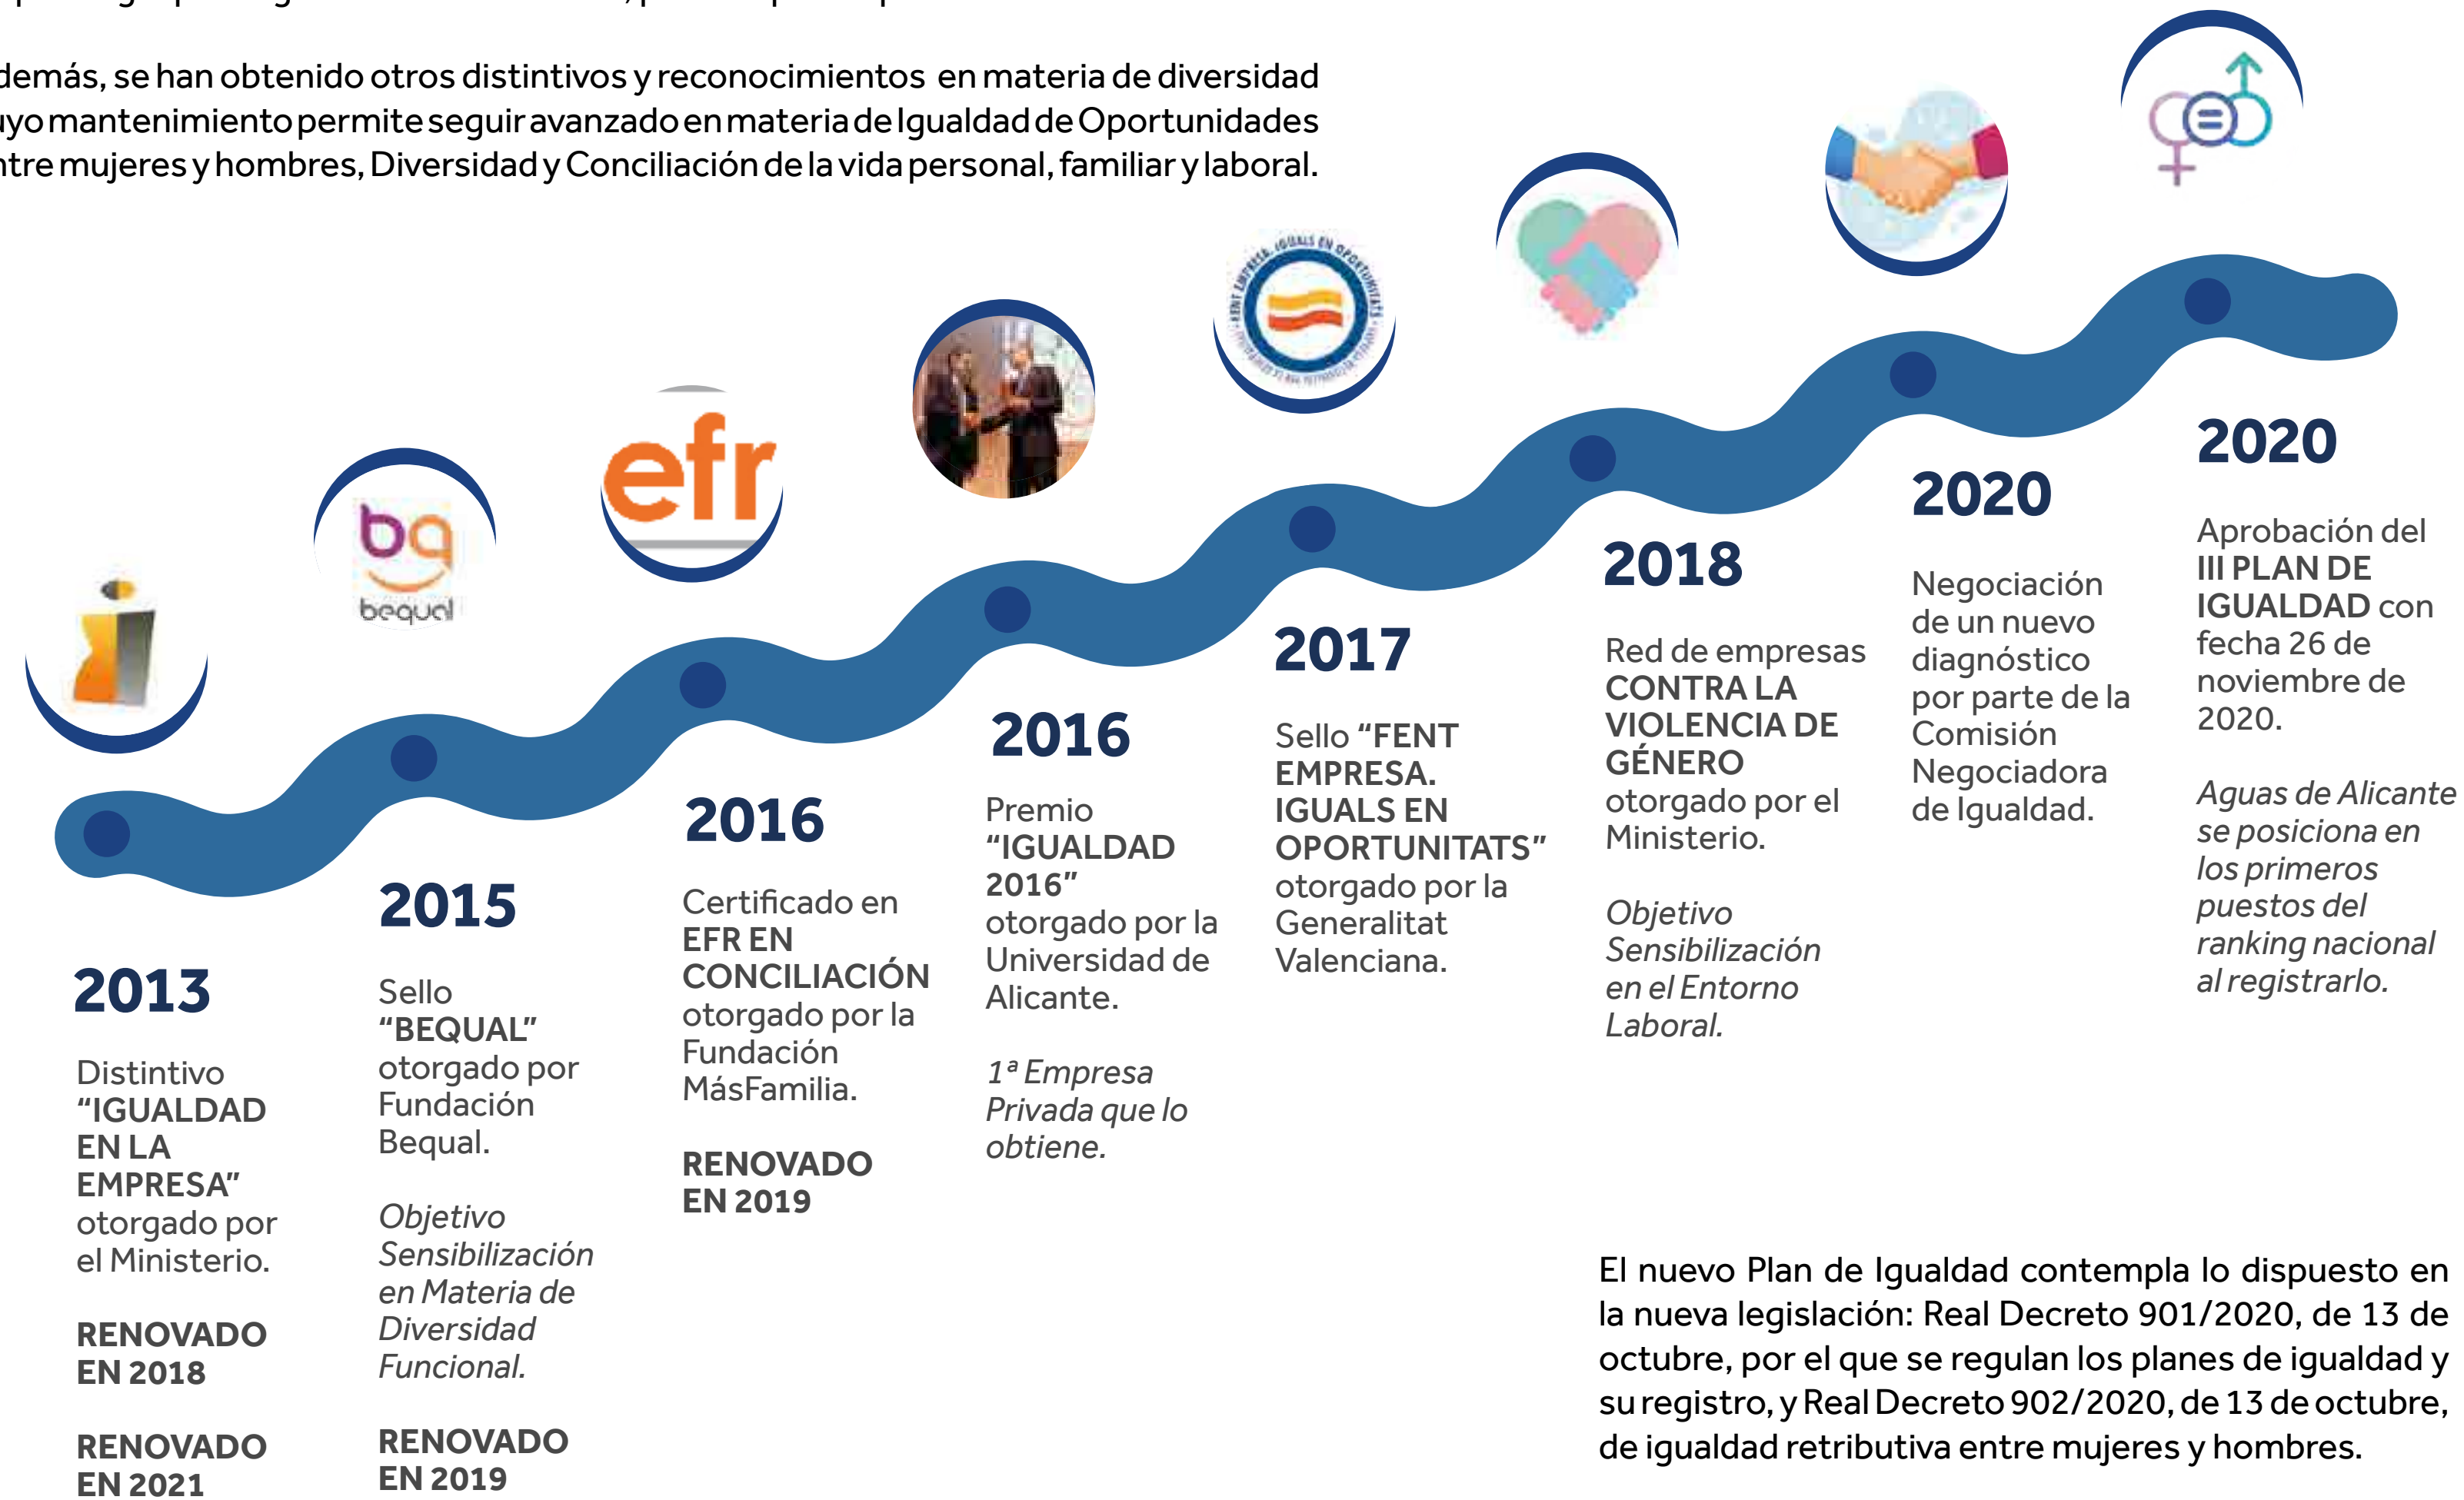 demás, se han obtenido otros distintivos y reconocimientos en materia de diversidad
uyo mantenimiento permite seguir avanzado en materia de Igualdad de Oportunidades
ntre mujeres y hombres, Diversidad y Conciliación de la vida personal, familiar y laboral.
bq
bequal
efr
FENT EMPRESA. IGUALS EN OPORTUNITATS
2013
Distintivo
“IGUALDAD
EN LA
EMPRESA”
otorgado por
el Ministerio.
RENOVADO
EN 2018
RENOVADO
EN 2021
2015
Sello
“BEQUAL”
otorgado por
Fundación
Bequal.
Objetivo
Sensibilización
en Materia de
Diversidad
Funcional.
RENOVADO
EN 2019
2016
Certificado en
EFR EN
CONCILIACIÓN
otorgado por la
Fundación
MásFamilia.
RENOVADO
EN 2019
2016
Premio
“IGUALDAD
2016”
otorgado por la
Universidad de
Alicante.
1ª Empresa
Privada que lo
obtiene.
2017
Sello “FENT
EMPRESA.
IGUALS EN
OPORTUNITATS”
otorgado por la
Generalitat
Valenciana.
2018
Red de empresas
CONTRA LA
VIOLENCIA DE
GÉNERO
otorgado por el
Ministerio.
Objetivo
Sensibilización
en el Entorno
Laboral.
2020
Negociación
de un nuevo
diagnóstico
por parte de la
Comisión
Negociadora
de Igualdad.
2020
Aprobación del
III PLAN DE
IGUALDAD con
fecha 26 de
noviembre de
2020.
Aguas de Alicante
se posiciona en
los primeros
puestos del
ranking nacional
al registrarlo.
El nuevo Plan de Igualdad contempla lo dispuesto en
la nueva legislación: Real Decreto 901/2020, de 13 de
octubre, por el que se regulan los planes de igualdad y
su registro, y Real Decreto 902/2020, de 13 de octubre,
de igualdad retributiva entre mujeres y hombres.